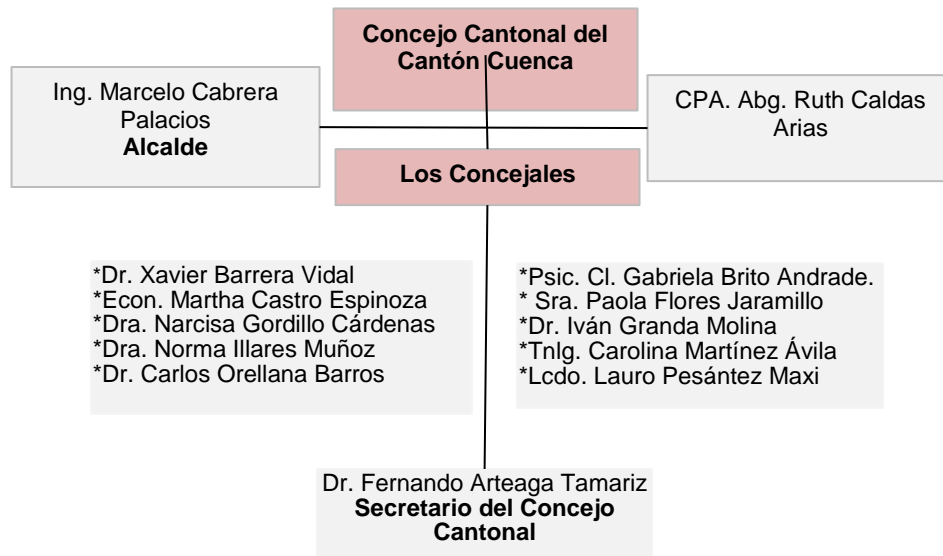 Concejo Cantonal del
Cantón Cuenca
Ing. Marcelo Cabrera
Palacios
Alcalde
CPA. Abg. Ruth Caldas
Arias
Los Concejales
*Dr. Xavier Barrera Vidal
*Econ. Martha Castro Espinoza
*Dra. Narcisa Gordillo Cárdenas
*Dra. Norma Illares Muñoz
*Dr. Carlos Orellana Barros
*Psic. Cl. Gabriela Brito Andrade.
* Sra. Paola Flores Jaramillo
*Dr. Iván Granda Molina
*Tnlg. Carolina Martínez Ávila
*Lcdo. Lauro Pesántez Maxi
Dr. Fernando Arteaga Tamariz
Secretario del Concejo
Cantonal